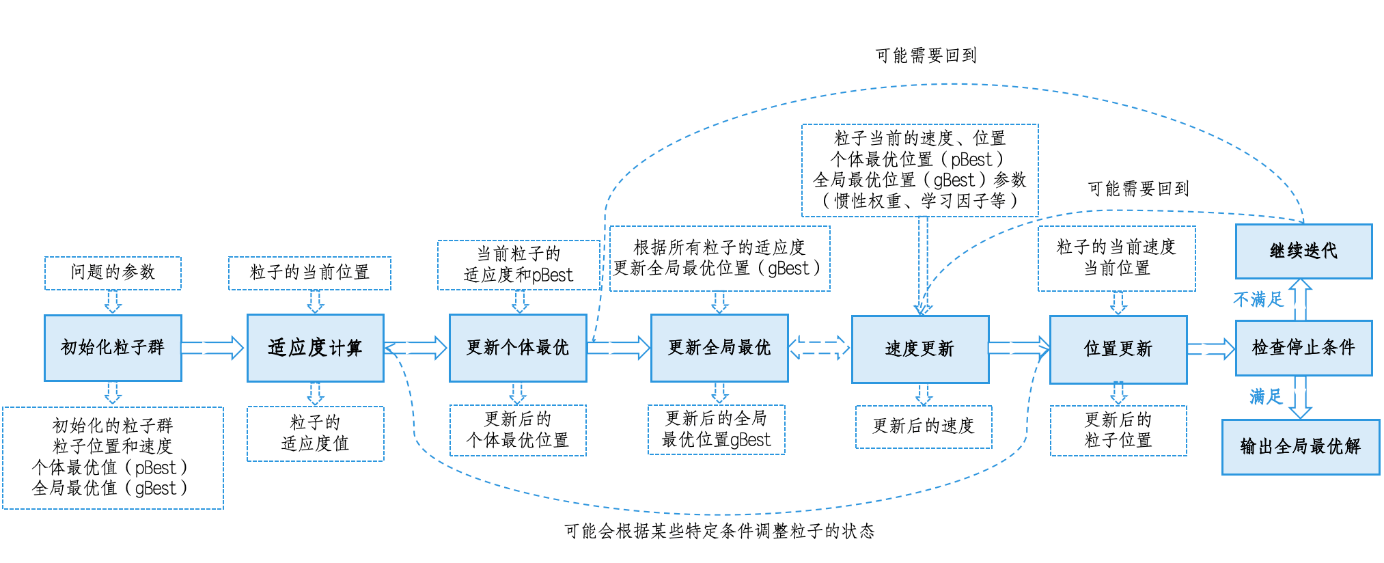 可能需要回到
粒子当前的速度、位置
个体最优位置（pBest）
全局最优位置（gBest）参数
（惯性权重、学习因子等）
可能需要回到
问题的参数
粒子的当前位置
当前粒子的
适应度和pBest
根据所有粒子的适应度
更新全局最优位置（gBest）
粒子的当前速度
当前位置
继续迭代
不满足
初始化粒子群
适应度计算
更新个体最优
更新全局最优
速度更新
位置更新
检查停止条件
满足
初始化的粒子群
粒子位置和速度
个体最优值（pBest）
全局最优值（gBest）
粒子的
适应度值
更新后的
个体最优位置
更新后的全局
最优位置gBest
更新后的速度
更新后的
粒子位置
输出全局最优解
可能会根据某些特定条件调整粒子的状态